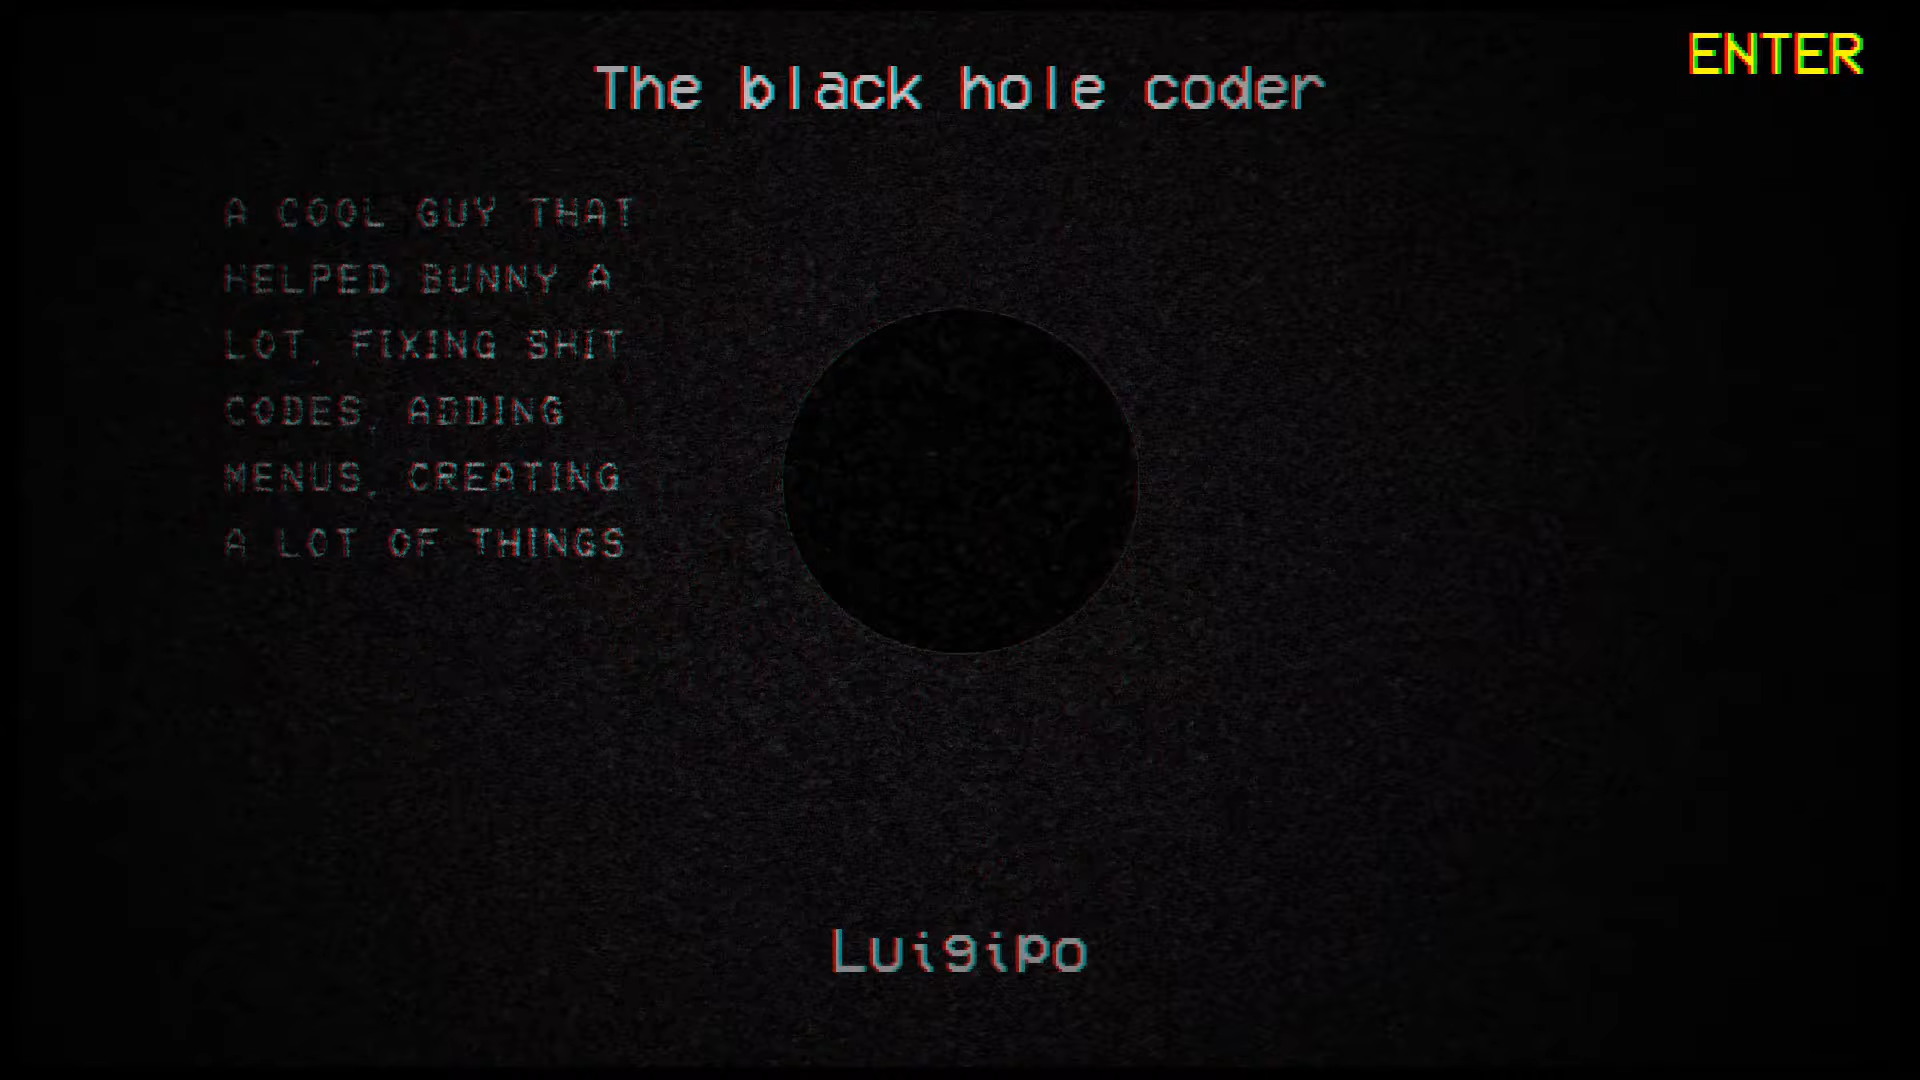 ENTER
The black hole coder
A COOL GUY THAT
HELPED BUNNY A
LOT, FIXING SHIT
CODES, ADDING
MENUS, CREATING
A LOT OF THINGS
Luigipo